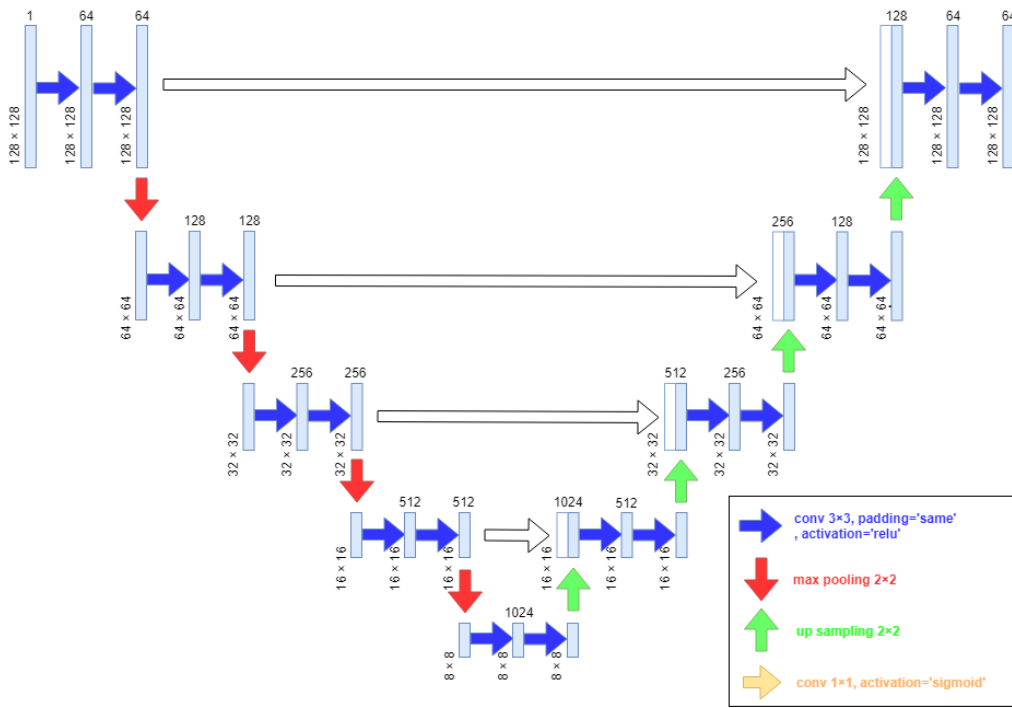 1 64 64 128 64 64
128 × 128 128 × 128 128 × 128 128 × 128 128 × 128 128 × 128
128 128 256 128
64 × 64 64 × 64 64 × 64 64 × 64 64 × 64 64 × 64
256 256 512 256
32 × 32 32 × 32 32 × 32 32 × 32 32 × 32 32 × 32
512 512 1024 512
16 × 16 16 × 16 16 × 16 16 × 16 16 × 16 16 × 16
1024
8 × 8 8 × 8 8 × 8
conv 3×3, padding='same'
, activation='relu'
max pooling 2×2
up sampling 2×2
conv 1×1, activation='sigmoid'